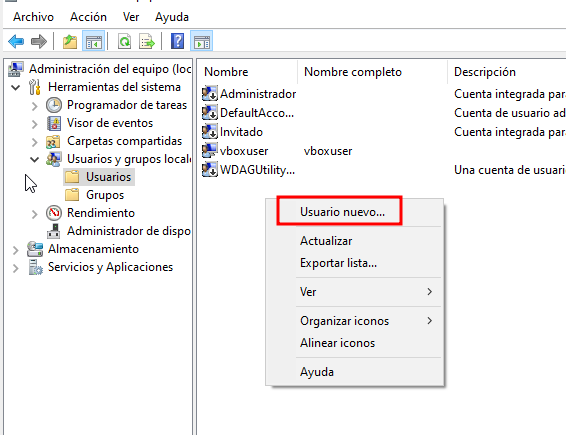 Archivo Acción Ver Ayuda
Administración del equipo (loc
Herramientas del sistema
Programador de tareas
Visor de eventos
Carpetas compartidas
Usuarios y grupos locale
Usuarios
Grupos
Rendimiento
Administrador de dispo
Almacenamiento
Servicios y Aplicaciones
Nombre Nombre completo Descripción
Administrador Cuenta integrada para
DefaultAcco... Cuenta de usuario ad
Invitado Cuenta integrada para
vboxuser vboxuser
WDAGUtility... Una cuenta de usuario
Usuario nuevo...
Actualizar
Exportar lista...
Ver
Organizar iconos
Alinear iconos
Ayuda